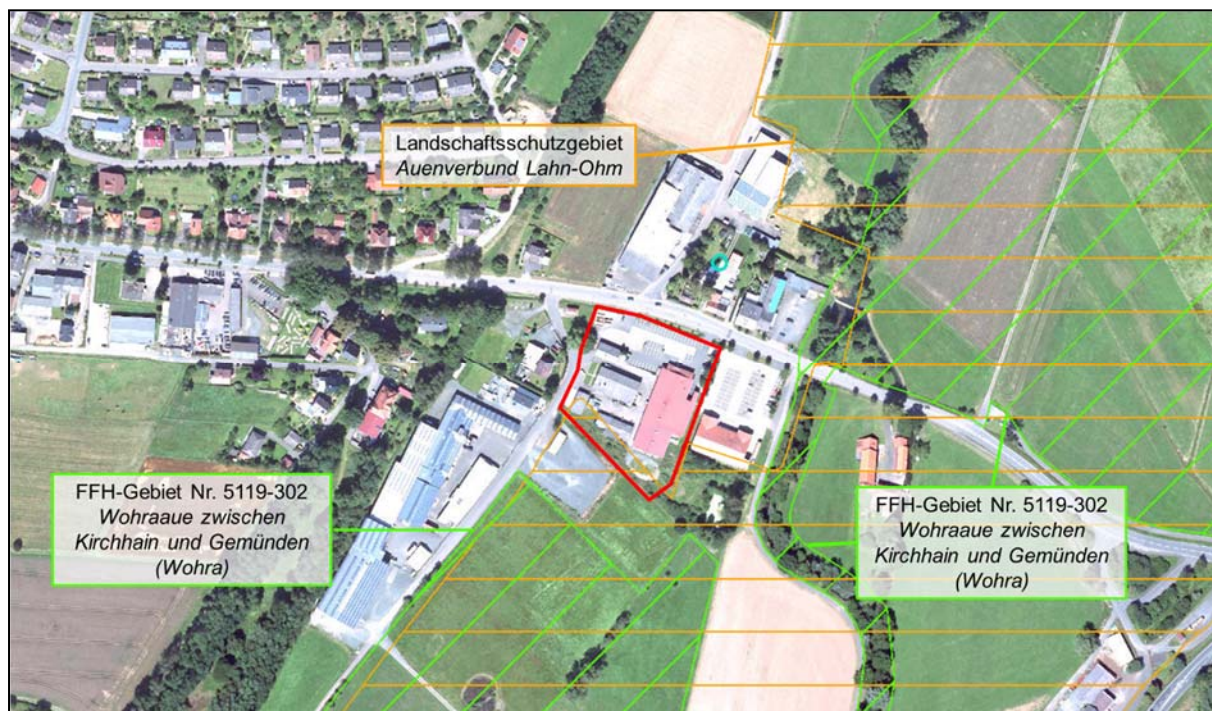 Landschaftsschutzgebiet
Auenverbund Lahn-Ohm
FFH-Gebiet Nr. 5119-302
Wohraaue zwischen
Kirchhain und Gemünden
(Wohra)
FFH-Gebiet Nr. 5119-302
Wohraaue zwischen
Kirchhain und Gemünden
(Wohra)